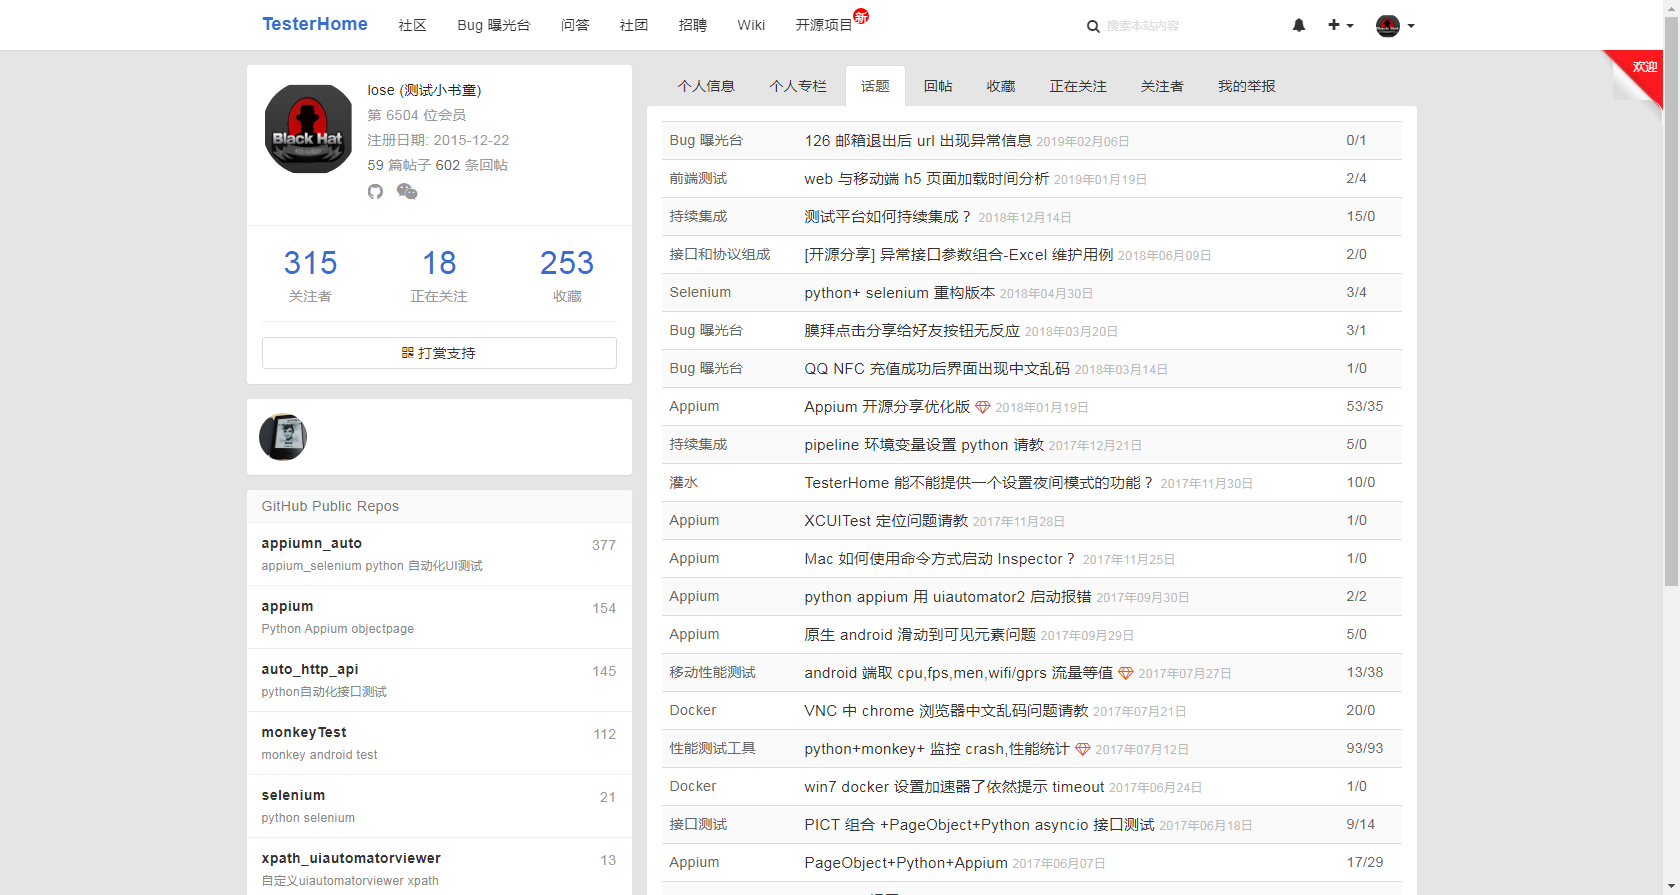 TesterHome 社区 Bug 曝光台 问答 社团 招聘 Wiki 开源项目 新 搜索本站内容
欢迎
Black Hat
lose (测试小书童)
第 6504 位会员
注册日期: 2015-12-22
59 篇帖子 602 条回帖
315 18 253
关注者 正在关注 收藏
打赏支持
GitHub Public Repos
appiumn_auto 377
appium_selenium python 自动化UI测试
appium 154
Python Appium objectpage
auto_http_api 145
python自动化接口测试
monkeyTest 112
monkey android test
selenium 21
python selenium
xpath_uiautomatorviewer 13
自定义uiautomatorviewer xpath
个人信息 个人专栏 话题 回帖 收藏 正在关注 关注者 我的举报
Bug 曝光台 126 邮箱退出后 url 出现异常信息 2019年02月06日 0/1
前端测试 web 与移动端 h5 页面加载时间分析 2019年01月19日 2/4
持续集成 测试平台如何持续集成？ 2018年12月14日 15/0
接口和协议组成 [开源分享] 异常接口参数组合-Excel 维护用例 2018年06月09日 2/0
Selenium python+ selenium 重构版本 2018年04月30日 3/4
Bug 曝光台 膜拜点击分享给好友按钮无反应 2018年03月20日 3/1
Bug 曝光台 QQ NFC 充值成功后界面出现中文乱码 2018年03月14日 1/0
Appium Appium 开源分享优化版 2018年01月19日 53/35
持续集成 pipeline 环境变量设置 python 请教 2017年12月21日 5/0
灌水 TesterHome 能不能提供一个设置夜间模式的功能？ 2017年11月30日 10/0
Appium XCUITest 定位问题请教 2017年11月28日 1/0
Appium Mac 如何使用命令方式启动 Inspector？ 2017年11月25日 1/0
Appium python appium 用 uiautomator2 启动报错 2017年09月30日 2/2
Appium 原生 android 滑动到可见元素问题 2017年09月29日 5/0
移动性能测试 android 端取 cpu,fps,men,wifi/gprs 流量等值 2017年07月27日 13/38
Docker VNC 中 chrome 浏览器中文乱码问题请教 2017年07月21日 20/0
性能测试工具 python+monkey+ 监控 crash,性能统计 2017年07月12日 93/93
Docker win7 docker 设置加速器了依然提示 timeout 2017年06月24日 1/0
接口测试 PICT 组合 +PageObject+Python asyncio 接口测试 2017年06月18日 9/14
Appium PageObject+Python+Appium 2017年06月07日 17/29